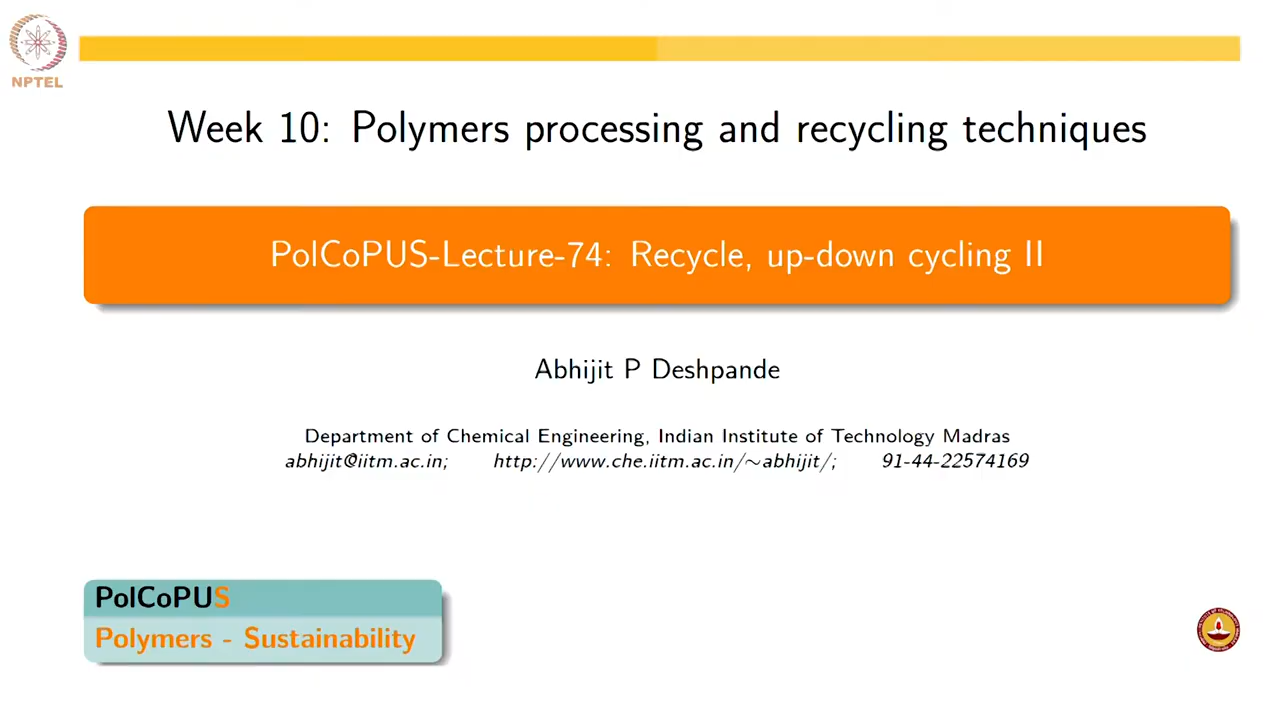 NPTEL
Week 10: Polymers processing and recycling techniques
PolCoPUS-Lecture-74: Recycle, up-down cycling II
Abhijit P Deshpande
Department of Chemical Engineering, Indian Institute of Technology Madras
abhijit@iitm.ac.in; http://www.che.iitm.ac.in/~abhijit/; 91-44-22574169
PolCoPUS
Polymers - Sustainability